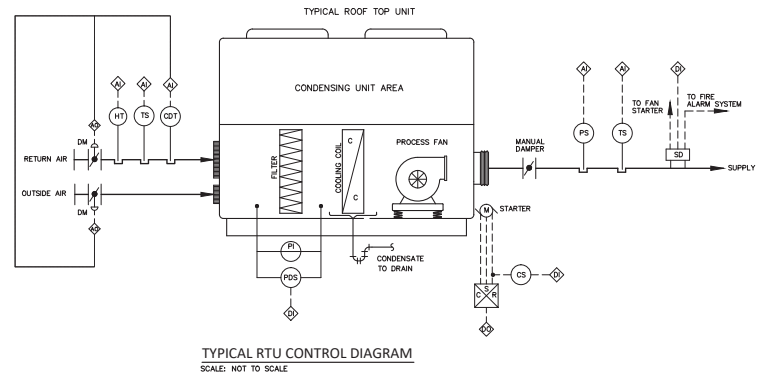 TYPICAL ROOF TOP UNIT
CONDENSING UNIT AREA
AI
AI
AI
HT
TS
CDT
AO
DM
RETURN AIR
OUTSIDE AIR
DM
AO
FILTER
COOLING COIL
C
C
PROCESS FAN
MANUAL
DAMPER
AI
AI
DI
TO FAN
STARTER
TO FIRE
ALARM SYSTEM
PS
TS
SD
SUPPLY
M
STARTER
PI
PDS
DI
CONDENSATE
TO DRAIN
CS
DI
S
C
R
DO
TYPICAL RTU CONTROL DIAGRAM
SCALE: NOT TO SCALE